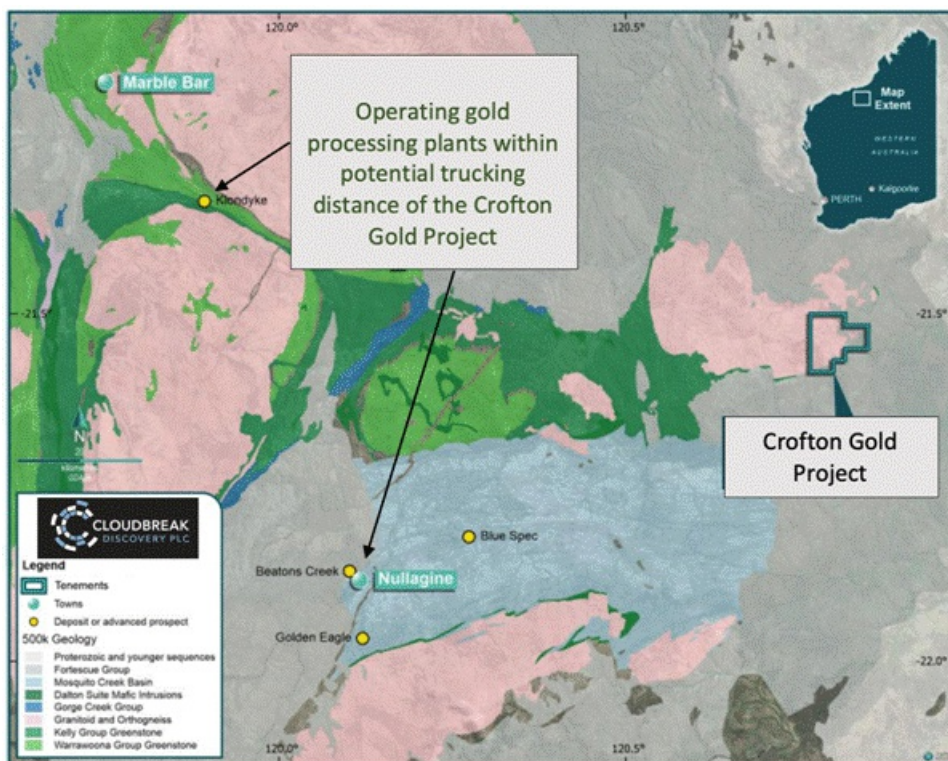 120.0°
120.5°
Marble Bar
Operating gold
processing plants within
potential trucking
distance of the Crofton
Gold Project
Map
Extent
WESTERN
AUSTRALIA
PERTH
Kalgoorlie
Klondyke
-21.5°
-21.5°
Crofton Gold
Project
N
kilometres
CLOUDBREAK
DISCOVERY PLC
Blue Spec
Beatons Creek
Nullagine
Golden Eagle
-22.0°
Legend
Tenements
Towns
Deposit or advanced prospect
500k Geology
Proterozoic and younger sequences
Fortescue Group
Mosquito Creek Basin
Dalton Suite Mafic Intrusions
Gorge Creek Group
Granitoid and Orthogneiss
Kelly Group Greenstone
Warrawoona Group Greenstone
120.0°
120.5°